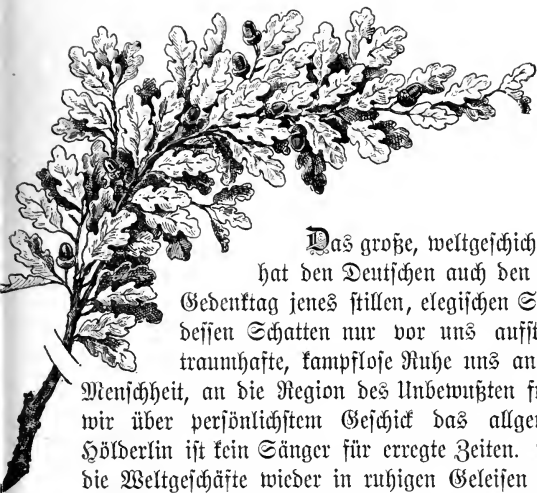 Das große, weltgeschich
hat den Deutschen auch den
Gedenktag jenes stillen, elegischen S
dessen Schatten nur vor uns aufst
traumhafte, kampflose Ruhe uns an
Menschheit, an die Region des Unbewußten f
wir über persönlichstem Geschick das allge
Hölderlin ist kein Sänger für erregte Zeiten.
die Weltgeschäfte wieder in ruhigen Geleisen